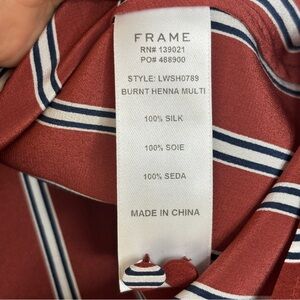 FRAME
RN# 139021
PO# 488900
STYLE: LWSH0789
BURNT HENNA MULTI
100% SILK
100% SOIE
100% SEDA
MADE IN CHINA